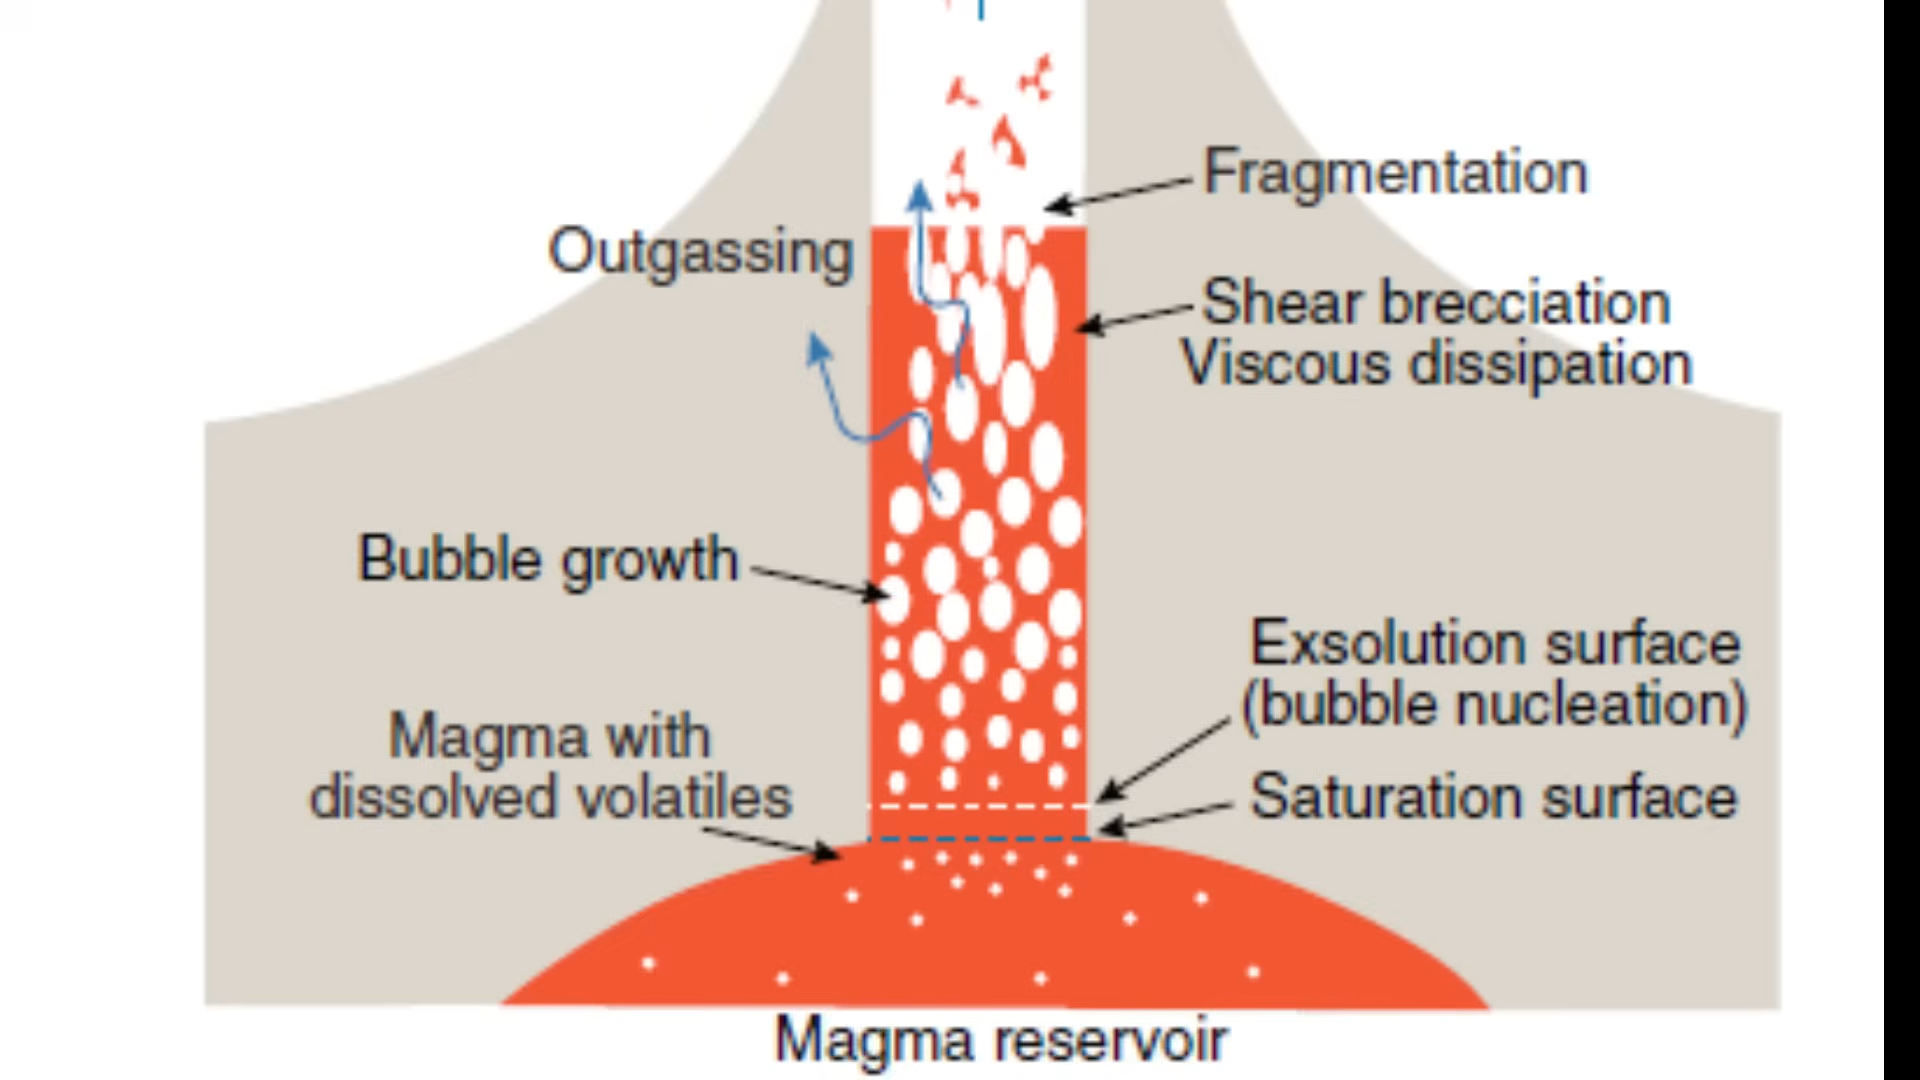 Fragmentation
Outgassing
Shear brecciation
Viscous dissipation
Bubble growth
Exsolution surface
(bubble nucleation)
Magma with
dissolved volatiles
Saturation surface
Magma reservoir